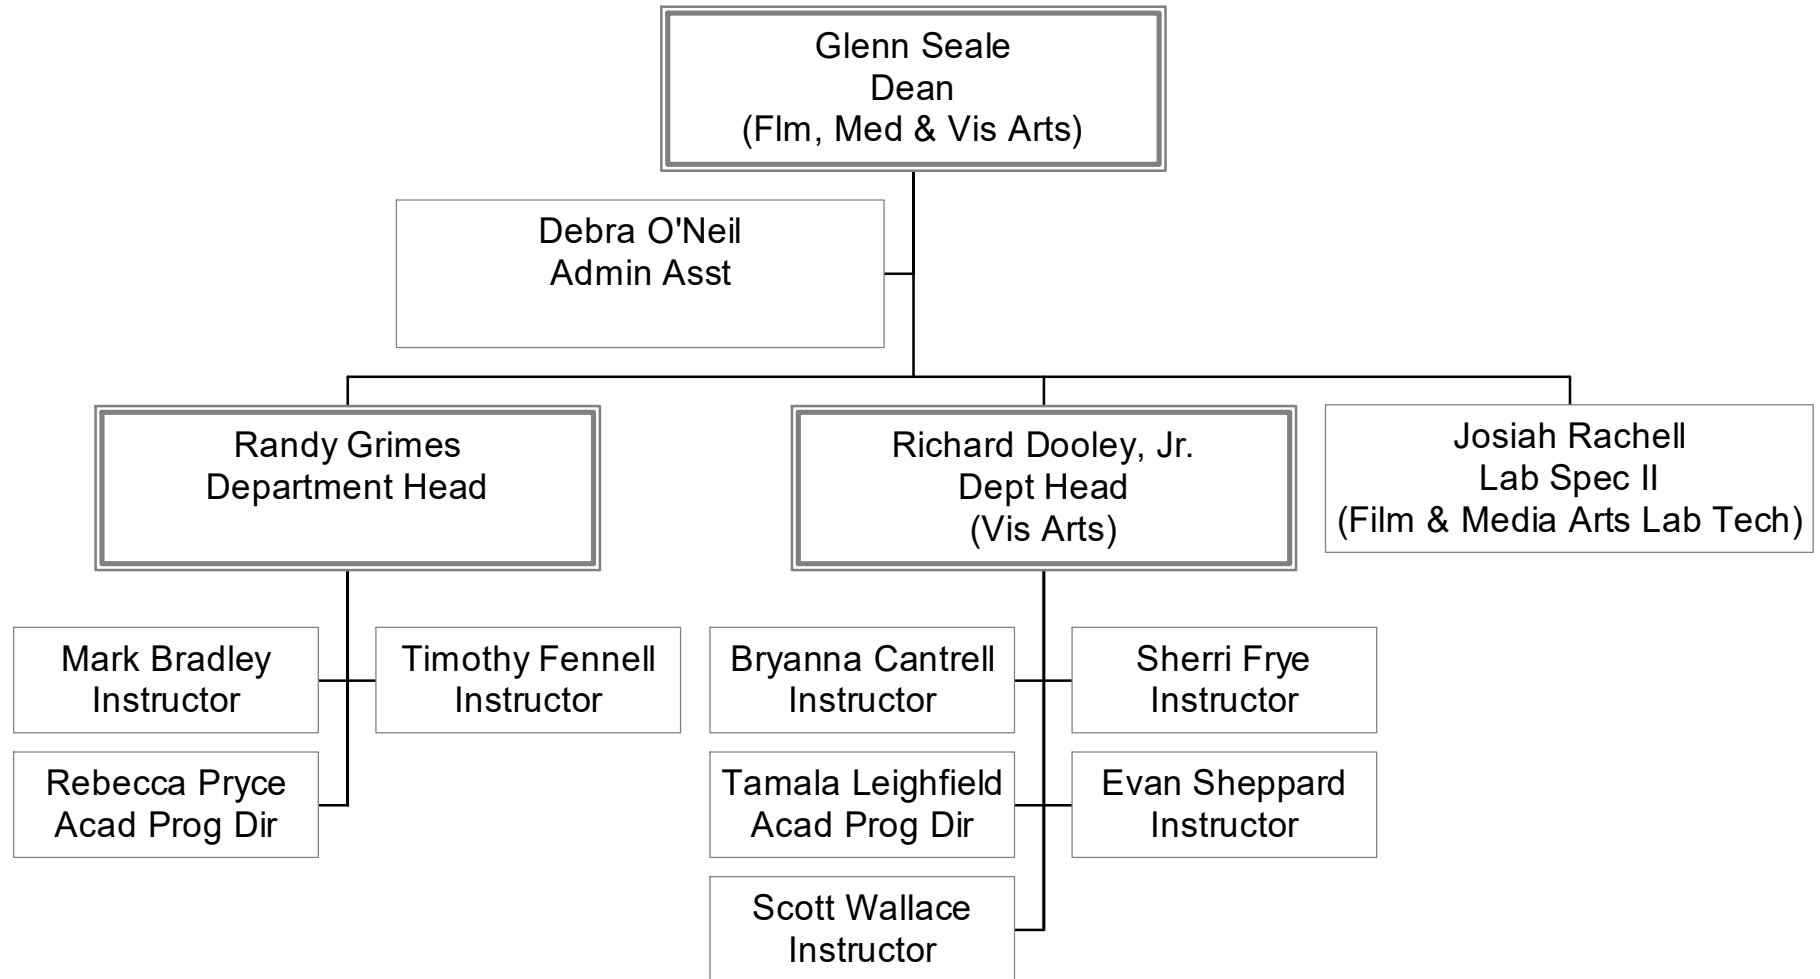 Glenn Seale
Dean
(Flm, Med & Vis Arts)
Debra O'Neil
Admin Asst
Randy Grimes
Department Head
Richard Dooley, Jr.
Dept Head
(Vis Arts)
Josiah Rachell
Lab Spec II
(Film & Media Arts Lab Tech)
Mark Bradley
Instructor
Timothy Fennell
Instructor
Bryanna Cantrell
Instructor
Sherri Frye
Instructor
Rebecca Pryce
Acad Prog Dir
Tamala Leighfield
Acad Prog Dir
Evan Sheppard
Instructor
Scott Wallace
Instructor